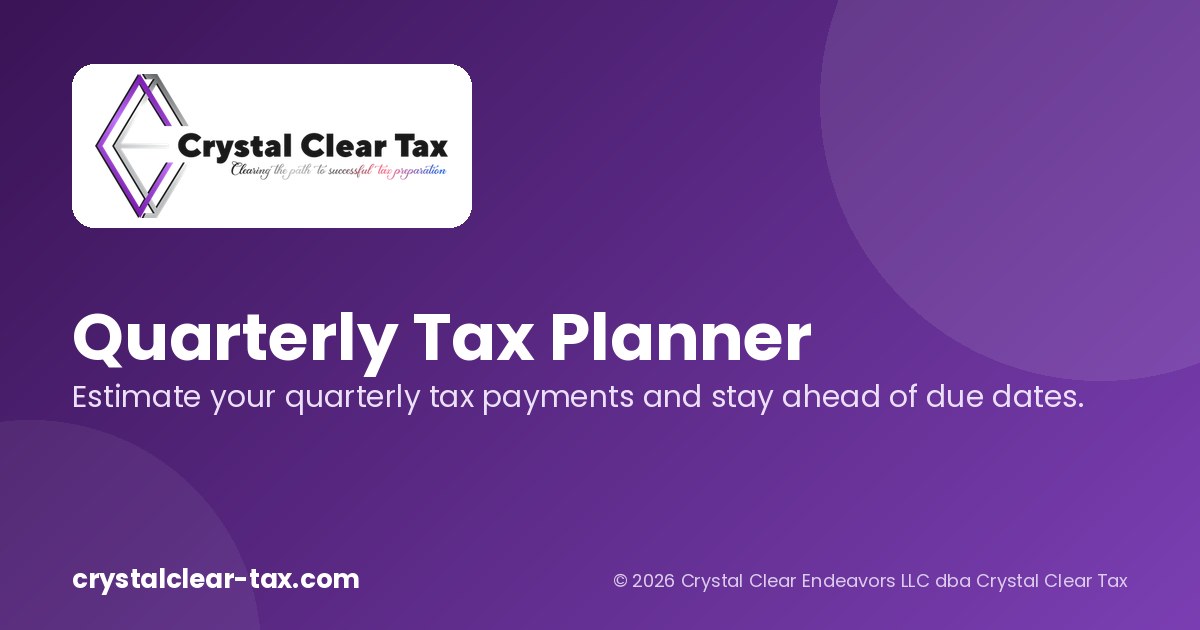 Crystal Clear Tax
Clearing the path to successful tax preparation
Quarterly Tax Planner
Estimate your quarterly tax payments and stay ahead of due dates.
crystalclear-tax.com
© 2026 Crystal Clear Endeavors LLC dba Crystal Clear Tax